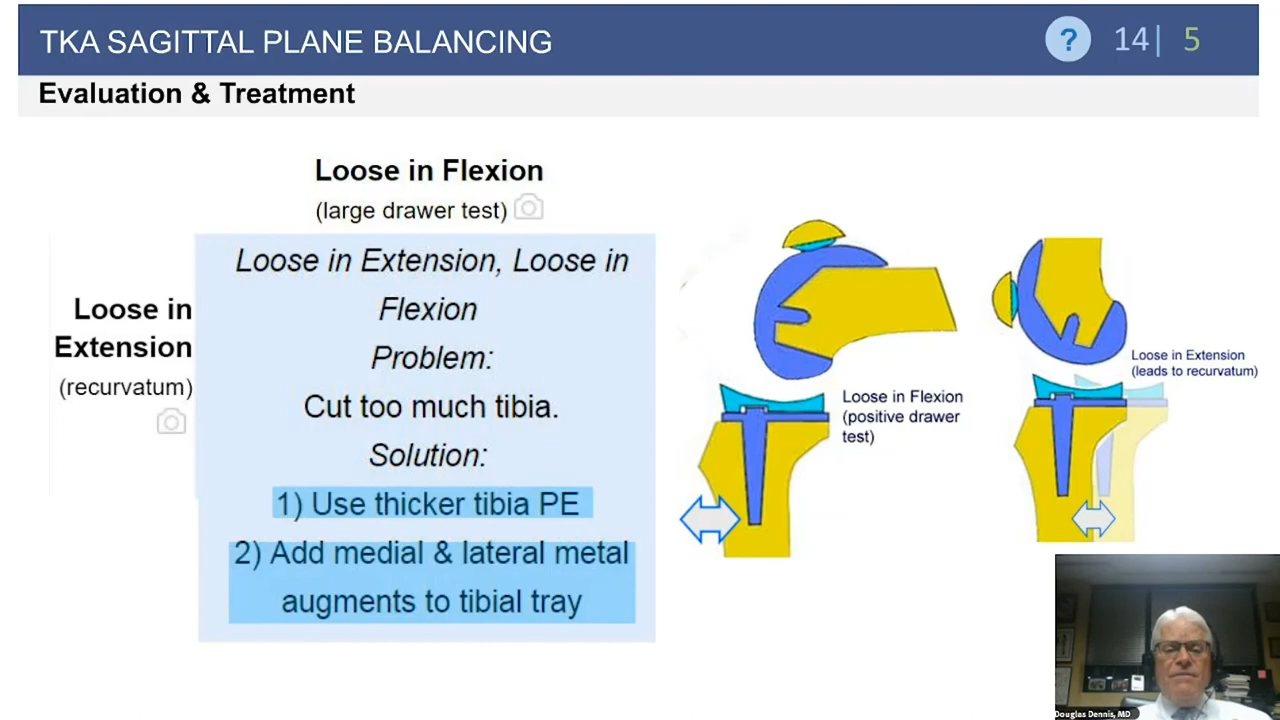 TKA SAGITTAL PLANE BALANCING
? 14| 5
Evaluation & Treatment
Loose in Flexion
(large drawer test)
Loose in
Extension
(recurvatum)
Loose in Extension, Loose in
Flexion
Problem:
Cut too much tibia.
Solution:
1) Use thicker tibia PE
2) Add medial & lateral metal
augments to tibial tray
Loose in Flexion
(positive drawer
test)
Loose in Extension
(leads to recurvatum)
Douglas Dennis, MD